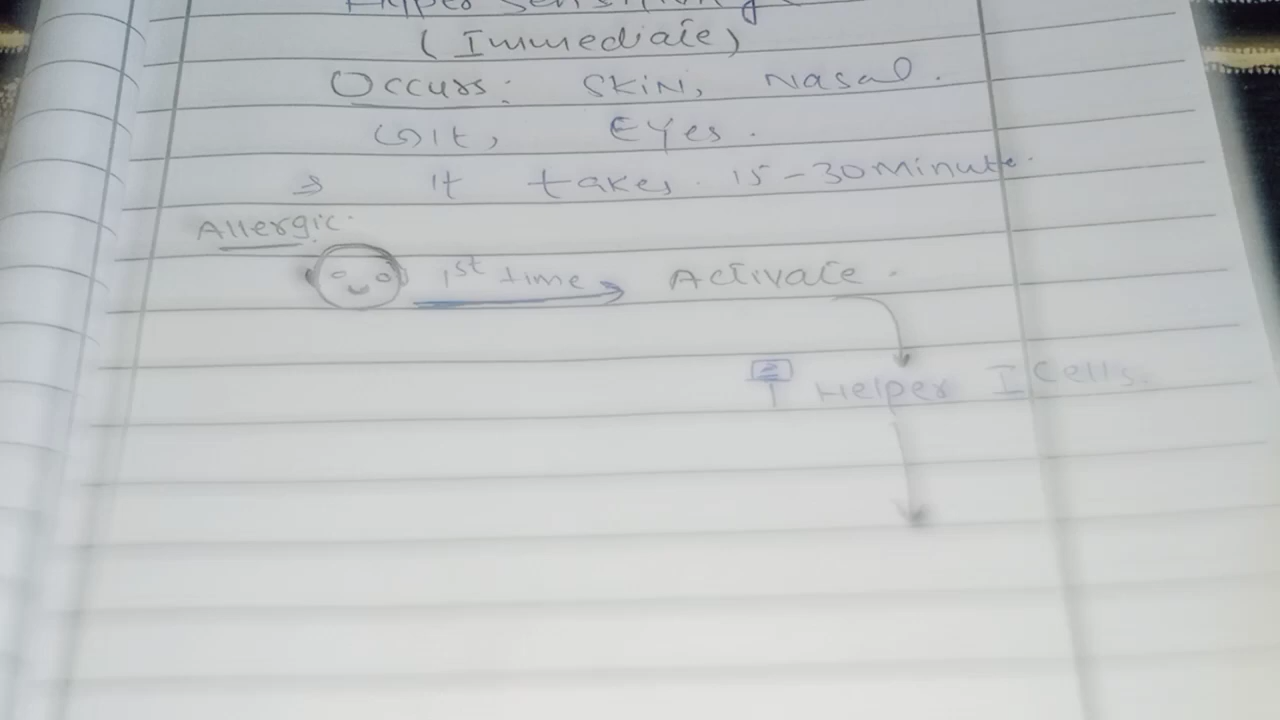 (Immediate)
Occurs: Skin, Nasal.
GIt, Eyes.
It takes 15-30 Minute.
Allergic.
1st time → Activate.
Helper T Cells.